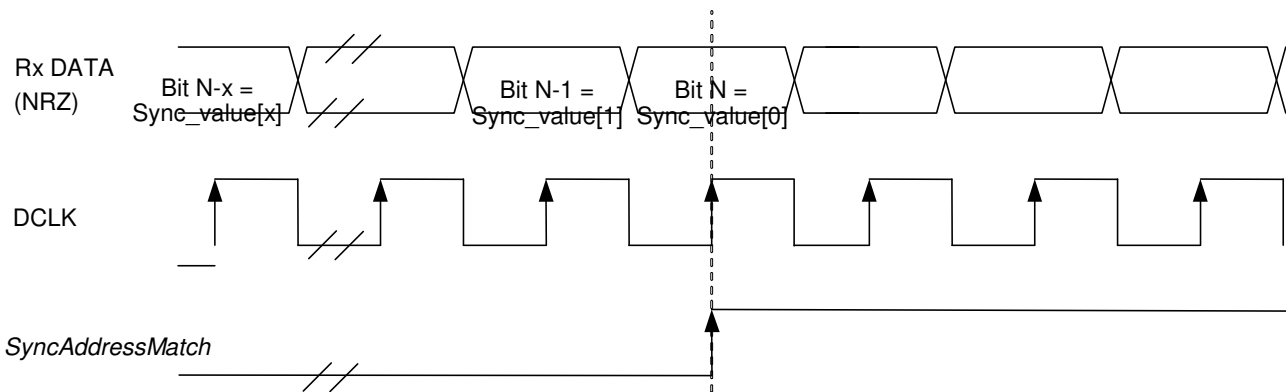 Rx DATA
(NRZ)
Bit N-x =
Sync_value[x]
Bit N-1 =
Sync_value[1]
Bit N =
Sync_value[0]
DCLK
SyncAddressMatch